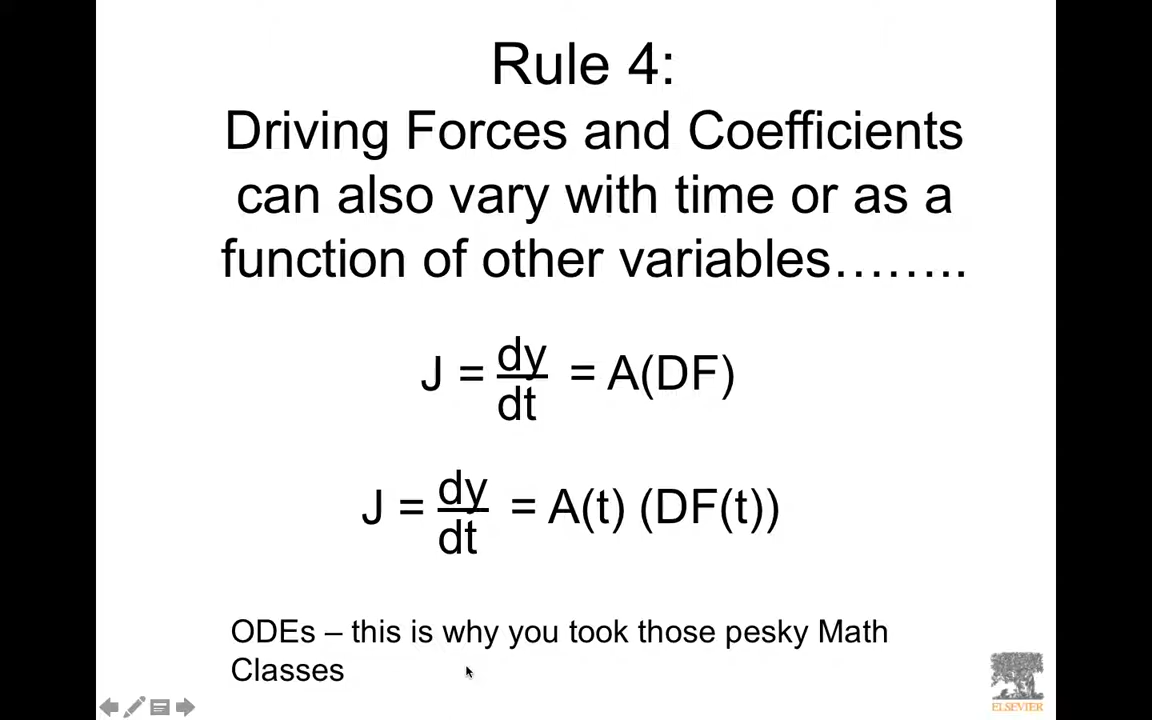 Rule 4:
Driving Forces and Coefficients
can also vary with time or as a
function of other variables……..
J = dy/dt = A(DF)
J = dy/dt = A(t) (DF(t))
ODEs – this is why you took those pesky Math
Classes
ELSEVIER